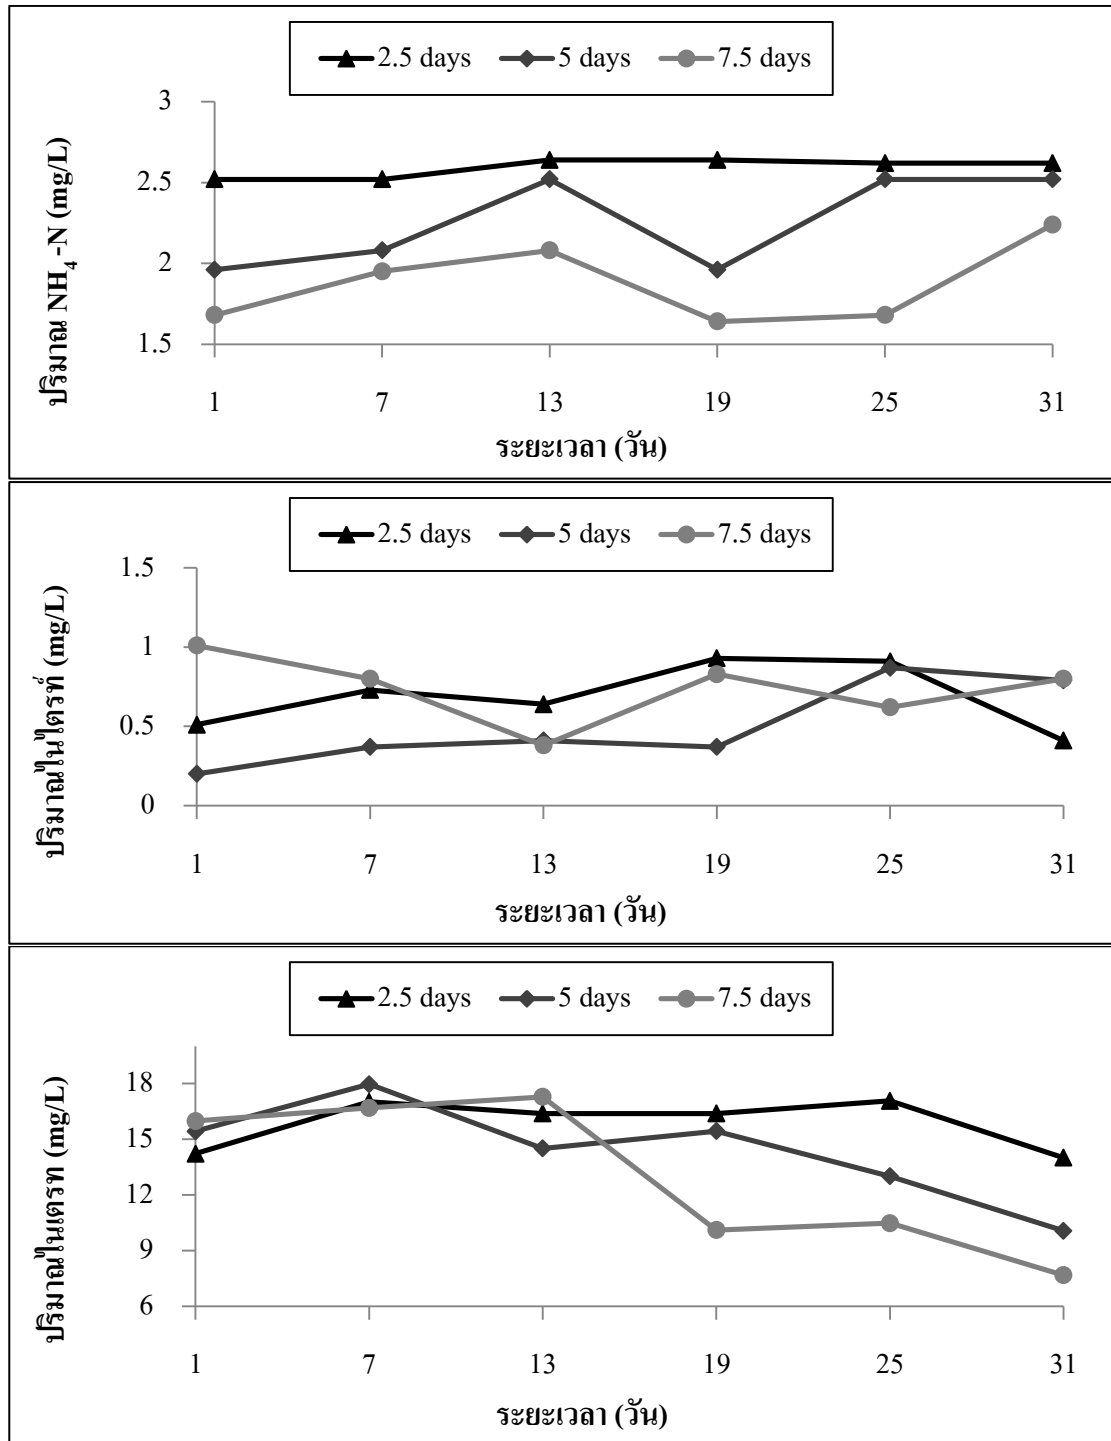 2.5 days 5 days 7.5 days
ปริมาณ NH4-N (mg/L)
3
2.5
2
1.5
1 7 13 19 25 31
ระยะเวลา (วัน)
2.5 days 5 days 7.5 days
ปริมาณไนไตรท์ (mg/L)
1.5
1
0.5
0
1 7 13 19 25 31
ระยะเวลา (วัน)
2.5 days 5 days 7.5 days
ปริมาณไนเตรท (mg/L)
18
15
12
9
6
1 7 13 19 25 31
ระยะเวลา (วัน)